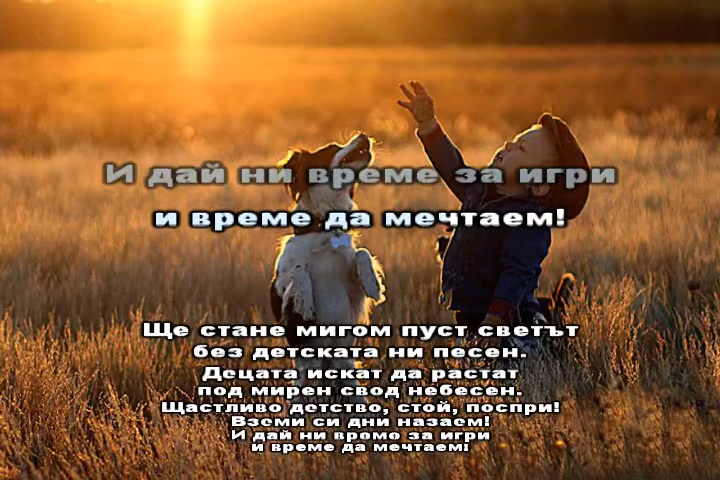 И дай ни време за игри
и време да мечтаем!
Ще стане мигом пуст светът
без детската ни песен.
Децата искат да растат
под мирен свод небесен.
Щастливо детство, стой, поспри!
Вземи си дни назаем!
И дай ни време за игри
и време да мечтаем!